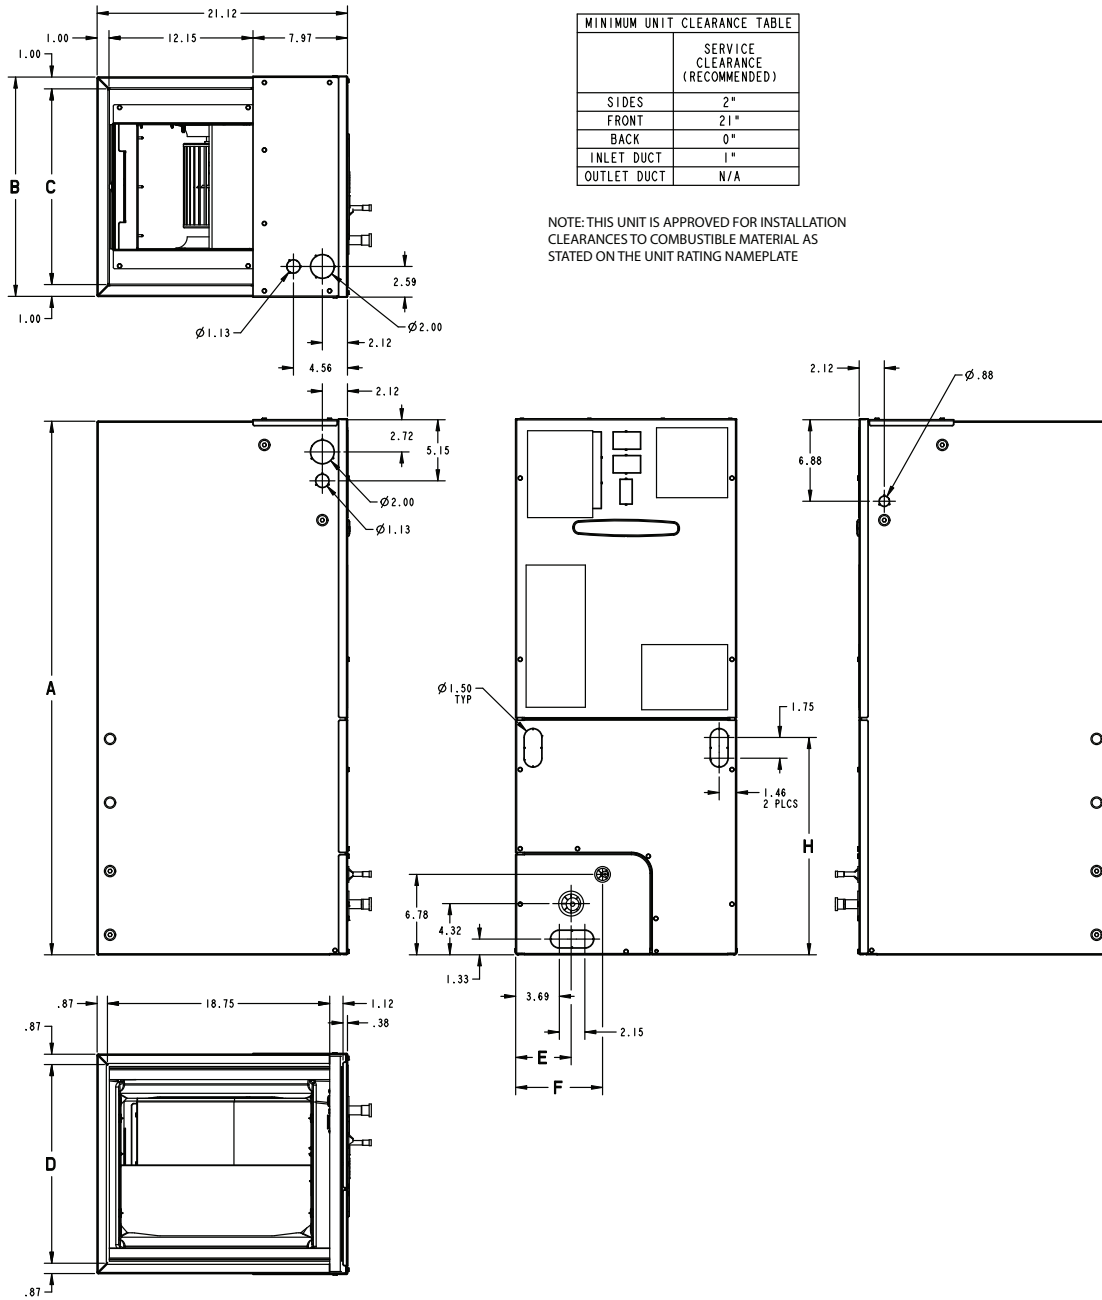 21.12
1.00
12.15
7.97
1.00
B
C
2.59
1.00
Ø1.13
Ø2.00
2.12
4.56
MINIMUM UNIT CLEARANCE TABLE
SERVICE
CLEARANCE
(RECOMMENDED)
SIDES 2"
FRONT 21"
BACK 0"
INLET DUCT 1"
OUTLET DUCT N/A
NOTE: THIS UNIT IS APPROVED FOR INSTALLATION
CLEARANCES TO COMBUSTIBLE MATERIAL AS
STATED ON THE UNIT RATING NAMEPLATE
2.12
2.72
5.15
Ø2.00
Ø1.13
A
Ø1.50
TYP
1.75
1.46
2 PLCS
H
6.78
4.32
1.33
3.69
2.15
E
F
2.12
Ø.88
6.88
.87
18.75
1.12
.38
.87
D
.87